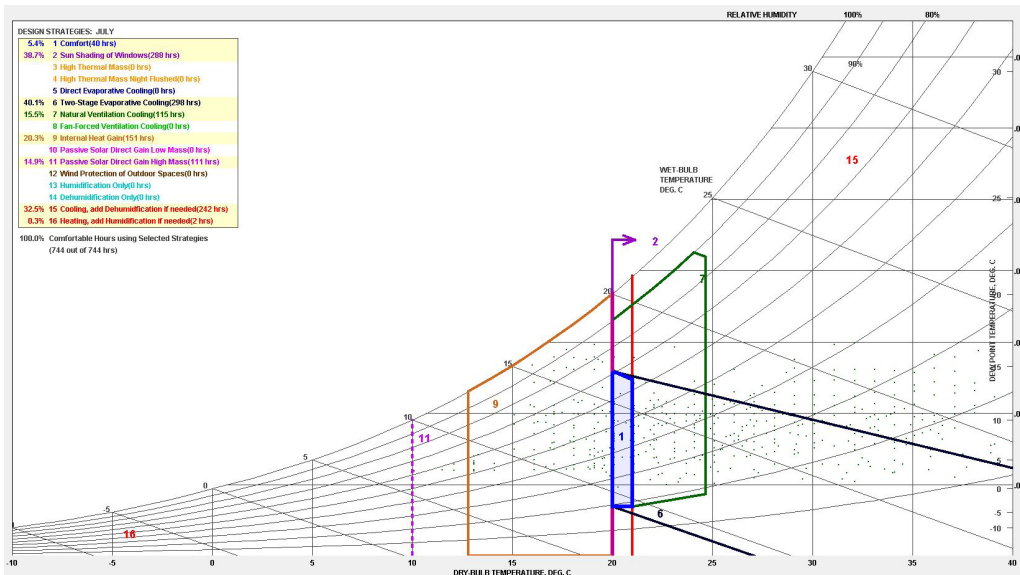 RELATIVE HUMIDITY 100% 80%
DESIGN STRATEGIES: JULY
5.4% 1 Comfort(40 hrs)
38.7% 2 Sun Shading of Windows(288 hrs)
3 High Thermal Mass(0 hrs)
4 High Thermal Mass Night Flushed(0 hrs)
5 Direct Evaporative Cooling(0 hrs)
40.1% 6 Two-Stage Evaporative Cooling(298 hrs)
15.5% 7 Natural Ventilation Cooling(115 hrs)
8 Fan-Forced Ventilation Cooling(0 hrs)
20.3% 9 Internal Heat Gain(151 hrs)
10 Passive Solar Direct Gain Low Mass(0 hrs)
14.9% 11 Passive Solar Direct Gain High Mass(111 hrs)
12 Wind Protection of Outdoor Spaces(0 hrs)
13 Humidification Only(0 hrs)
14 Dehumidification Only(0 hrs)
32.5% 15 Cooling, add Dehumidification if needed(242 hrs)
0.3% 16 Heating, add Humidification if needed(2 hrs)
100.0% Comfortable Hours using Selected Strategies
(744 out of 744 hrs)
90%
30
30
15
WET-BULB
TEMPERATURE
DEG. C
25
25
2
7
20
20
DEW POINT TEMPERATURE, DEG. C
15
15
9
10
11
1
10
5
5
0
0
-5
6
-5
16
-10
-10 -5 0 5 10 15 20 25 30 35 40
DRY-BULB TEMPERATURE, DEG. C